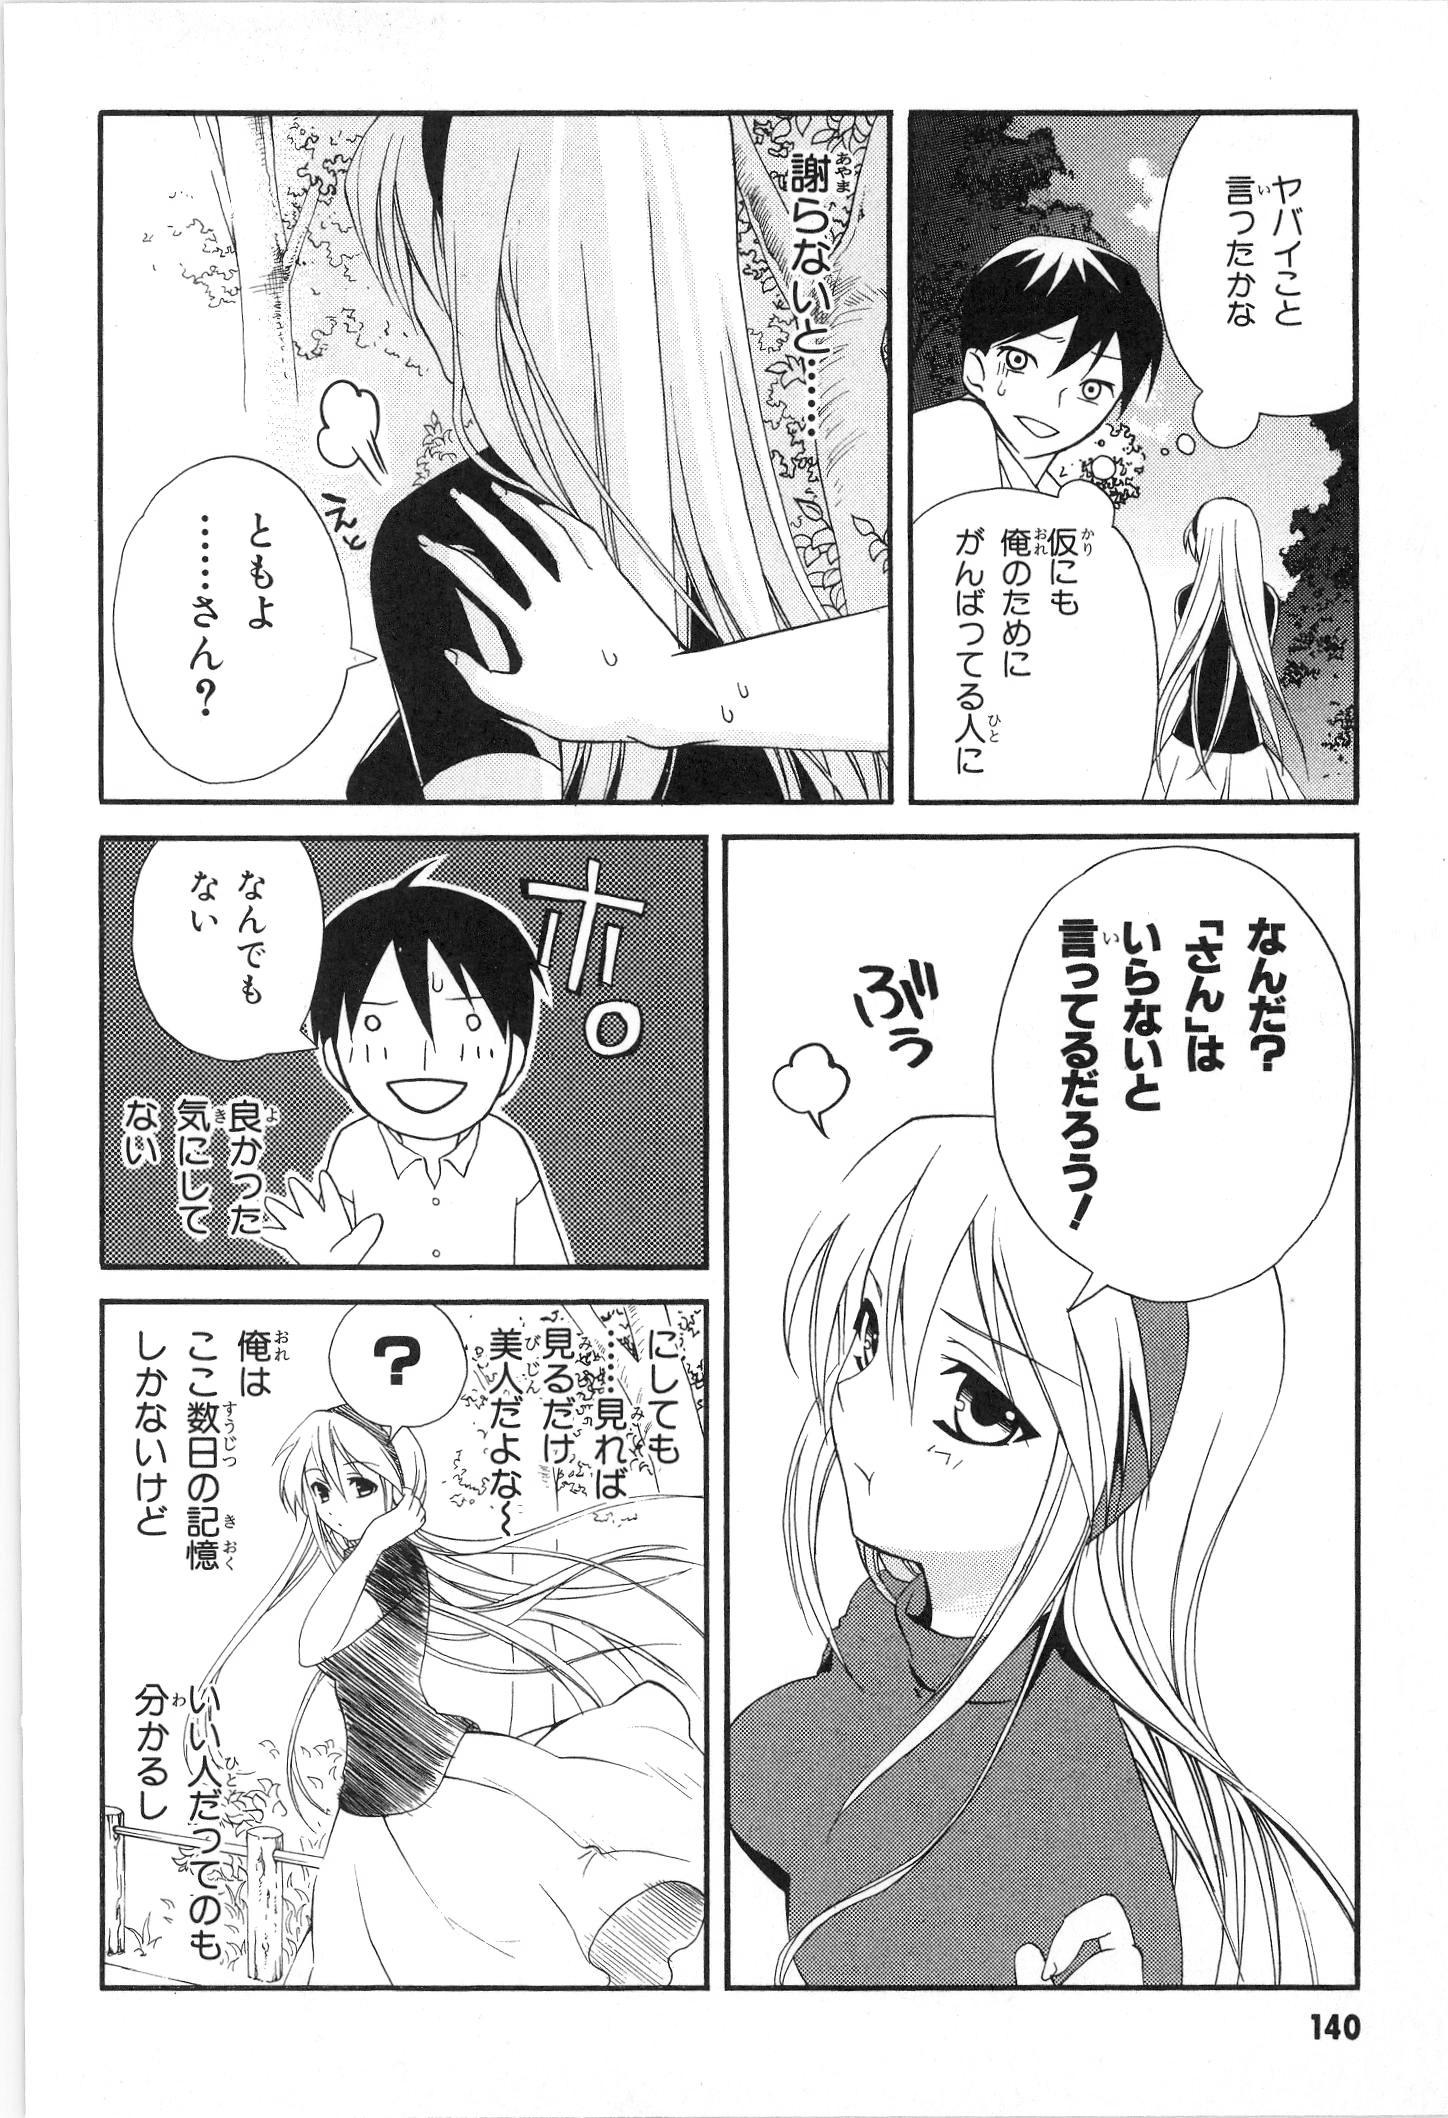 ヤバイこと
言ったかな
仮にも
俺のために
がんばってる人に
謝らないと……
えと
ともよ
……さん？
なんだ？
「さん」は
いらないと
言ってるだろう！
ぶぅ
ホ。
なんでも
ない
良かった
気にして
ない
にしても
……見れば
見るだけ
美人だよな〜
？
俺は
ここ数日の記憶
しかないけど
いい人だってのも
分かるし
140